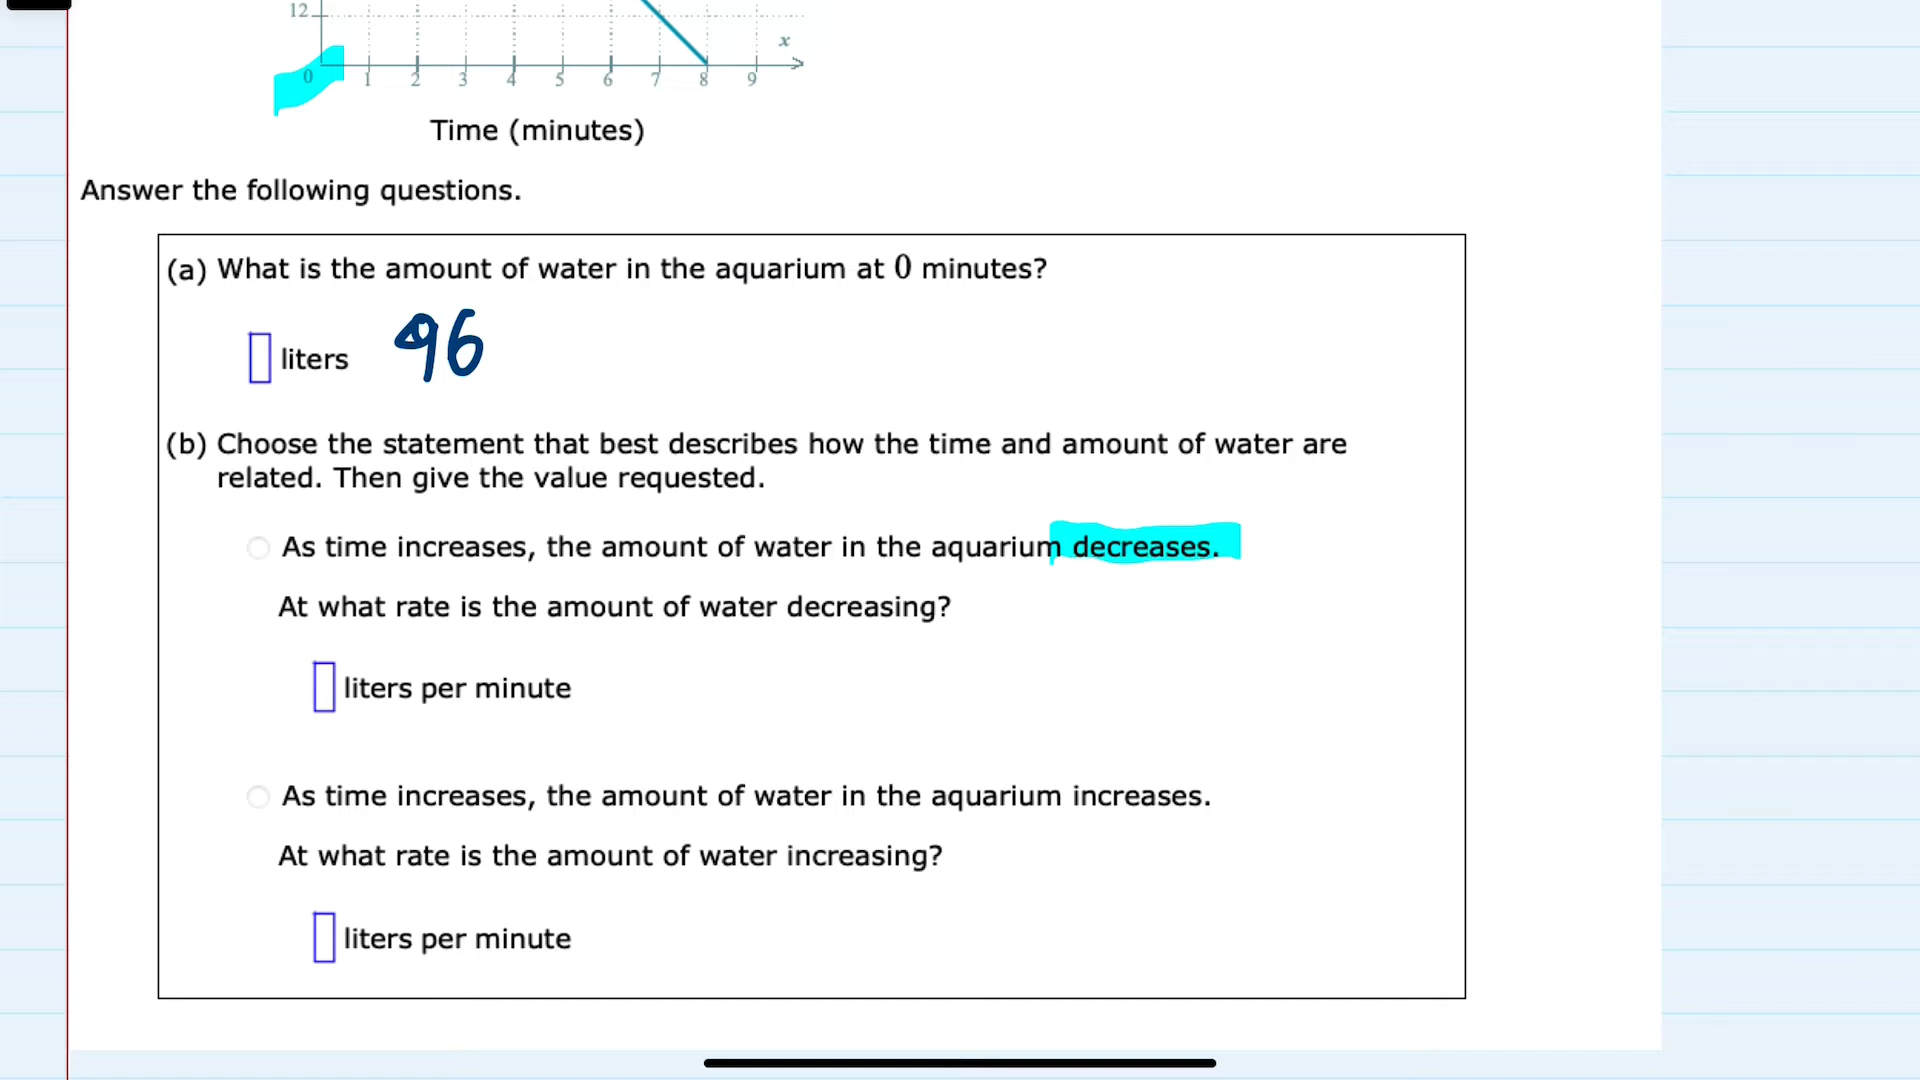 12
x
0 1 2 3 4 5 6 7 8 9
Time (minutes)
Answer the following questions.
(a) What is the amount of water in the aquarium at 0 minutes?
liters 96
(b) Choose the statement that best describes how the time and amount of water are
related. Then give the value requested.
As time increases, the amount of water in the aquarium decreases.
At what rate is the amount of water decreasing?
liters per minute
As time increases, the amount of water in the aquarium increases.
At what rate is the amount of water increasing?
liters per minute